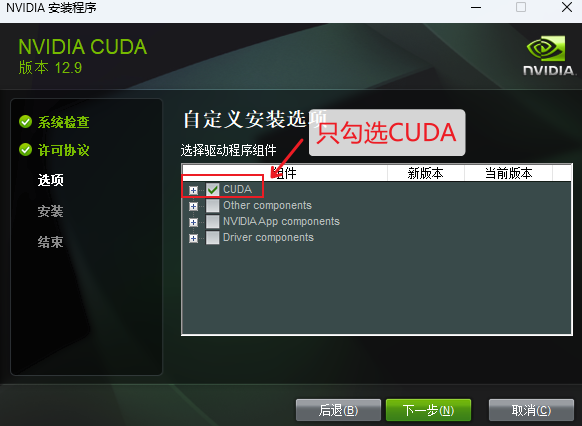 NVIDIA 安装程序
NVIDIA CUDA
版本 12.9
NVIDIA.
系统检查
许可协议
选项
安装
结束
自定义安装选项
只勾选CUDA
选择驱动程序组件
组件 新版本 当前版本
CUDA
Other components
NVIDIA App components
Driver components
后退(B) 下一步(N) 取消(C)